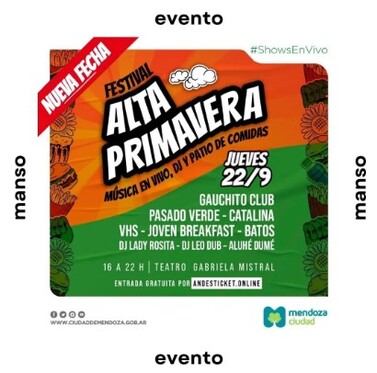 evento
#ShowsEnVivo
NUEVA FECHA
FESTIVAL
ALTA
PRIMAVERA
MÚSICA EN VIVO, DJ Y PATIO DE COMIDAS
JUEVES
22/9
GAUCHITO CLUB
PASADO VERDE - CATALINA
VHS - JOVEN BREAKFAST - BATOS
DJ LADY ROSITA - DJ LEO DUB - ALUHÉ DUMÉ
16 A 22 H | TEATRO GABRIELA MISTRAL
ENTRADA GRATUITA POR ANDESTICKET.ONLINE
manso
manso
WWW.CIUDADDEMENDOZA.GOB.AR
mendoza
ciudad
evento